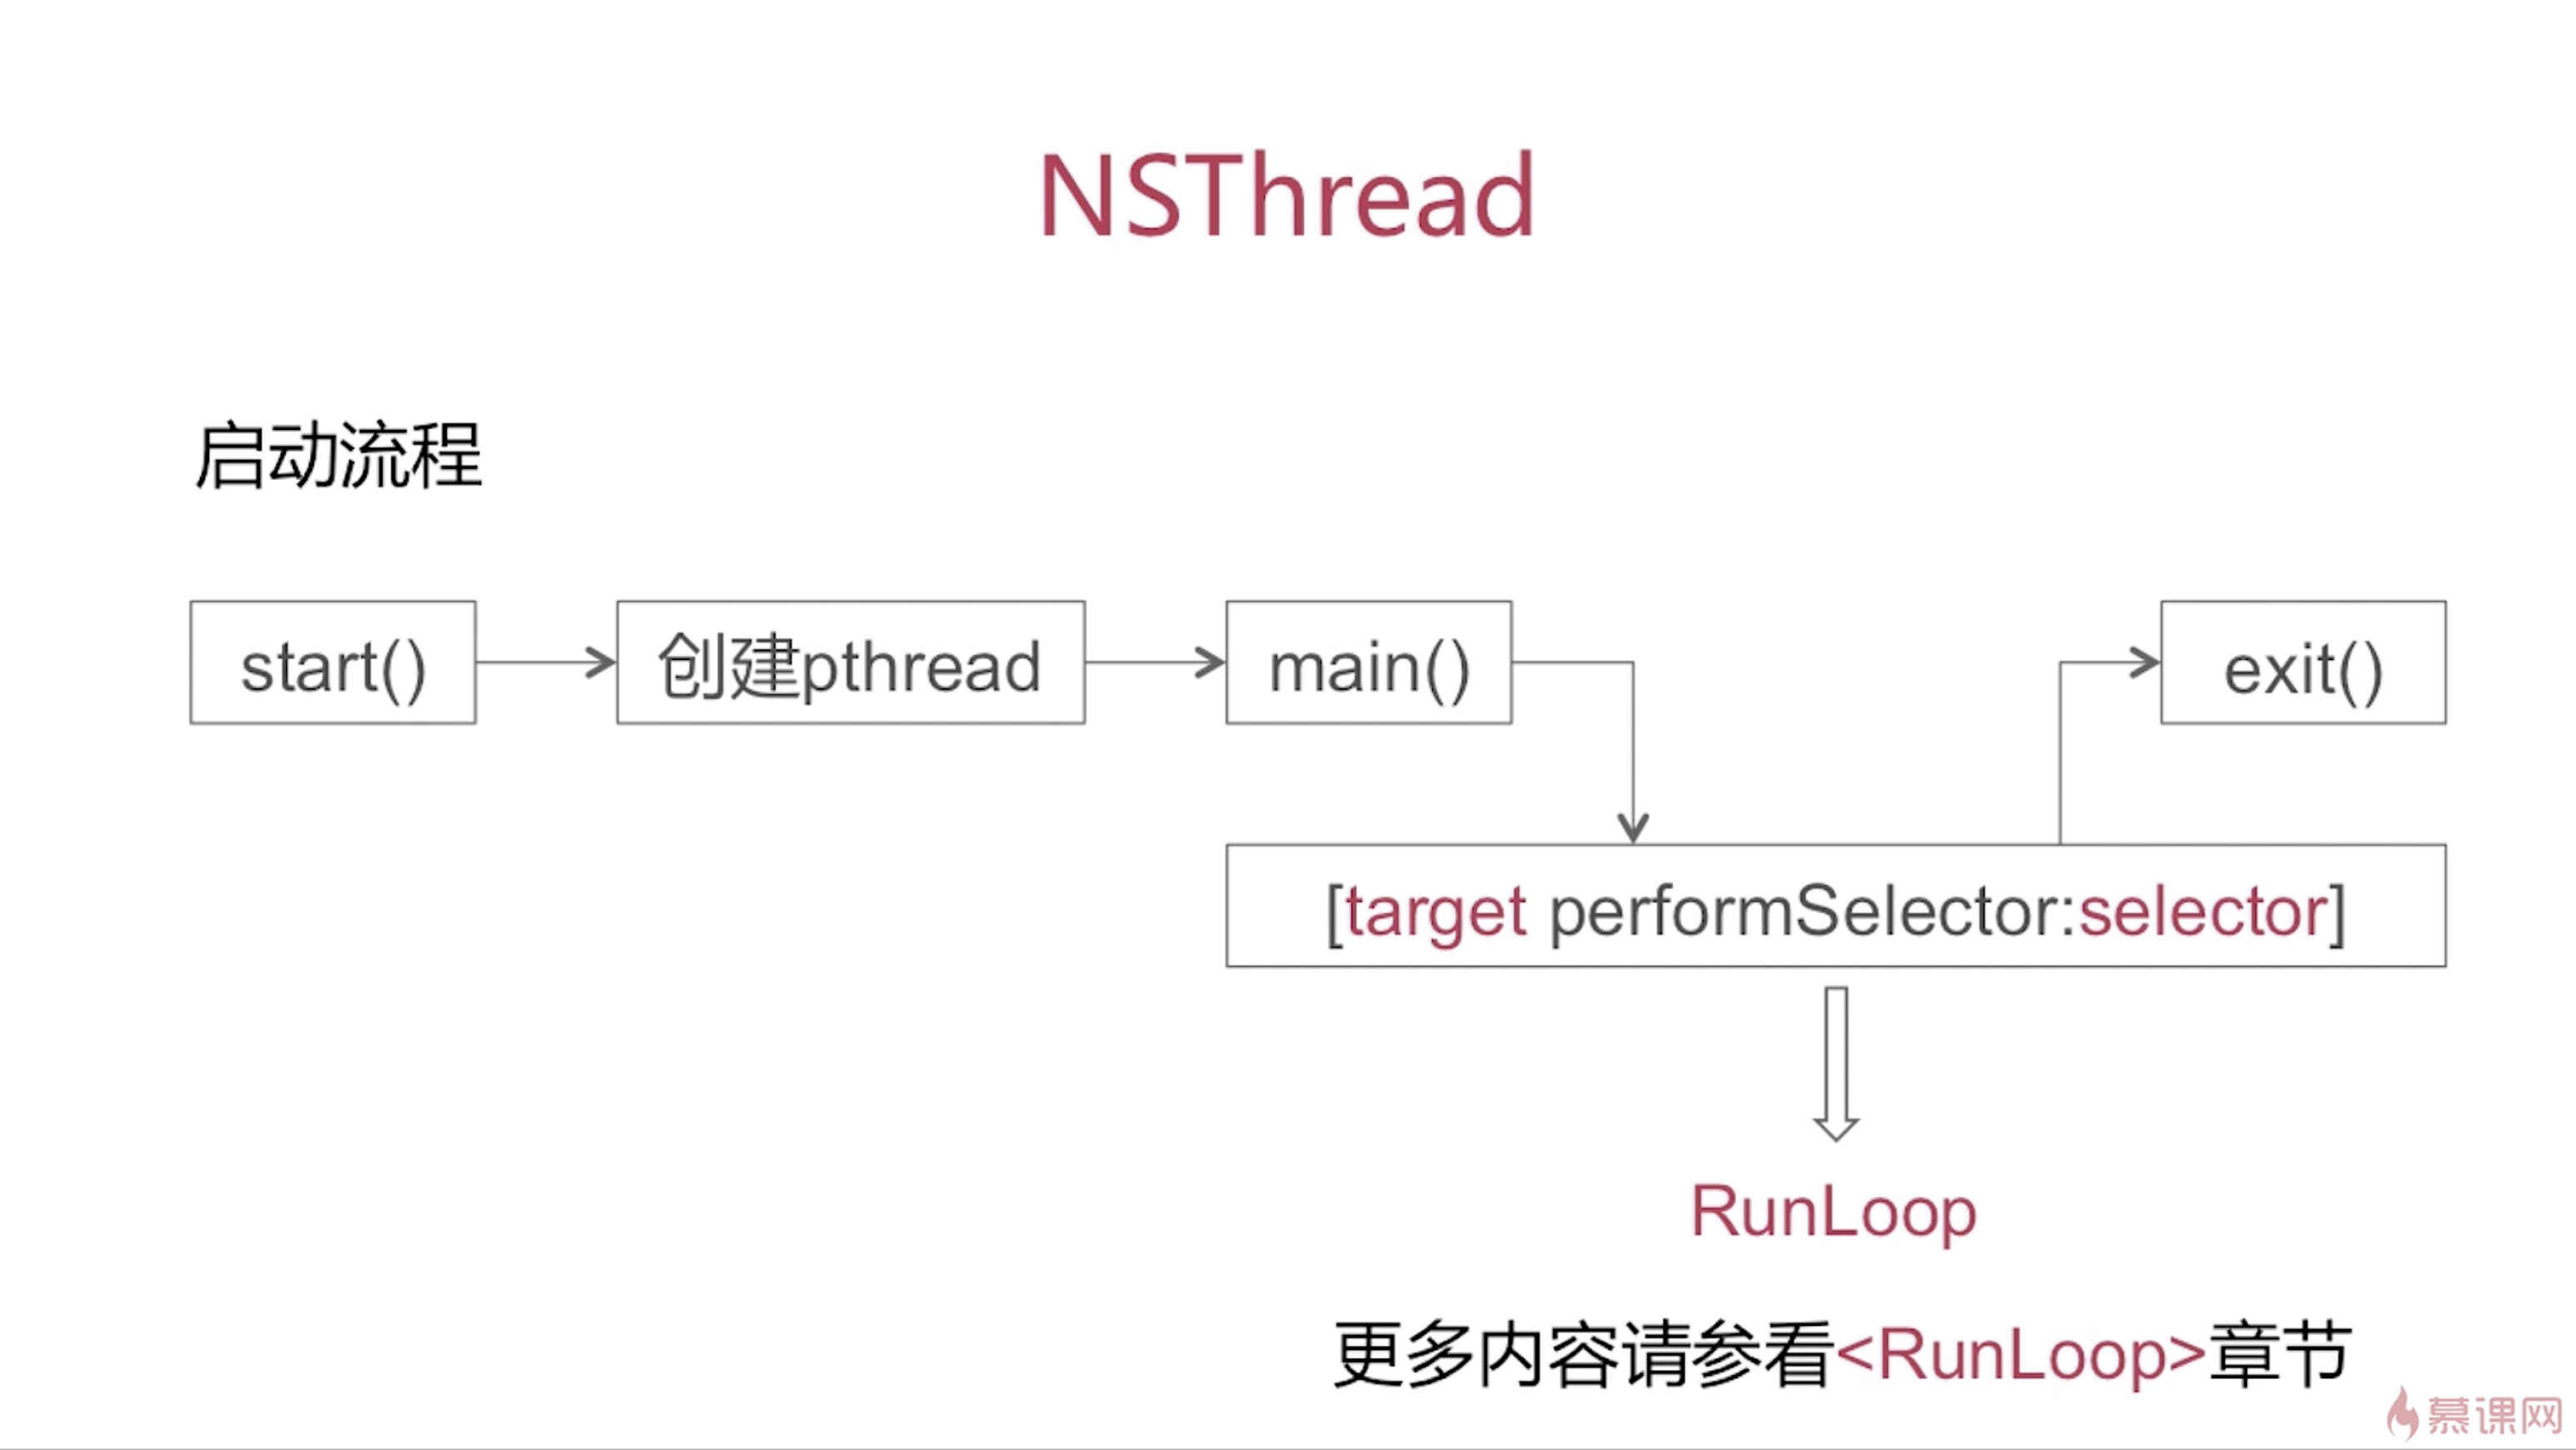 NSThread
启动流程
start()
创建pthread
main()
exit()
[target performSelector:selector]
RunLoop
更多内容请参看<RunLoop>章节
慕课网